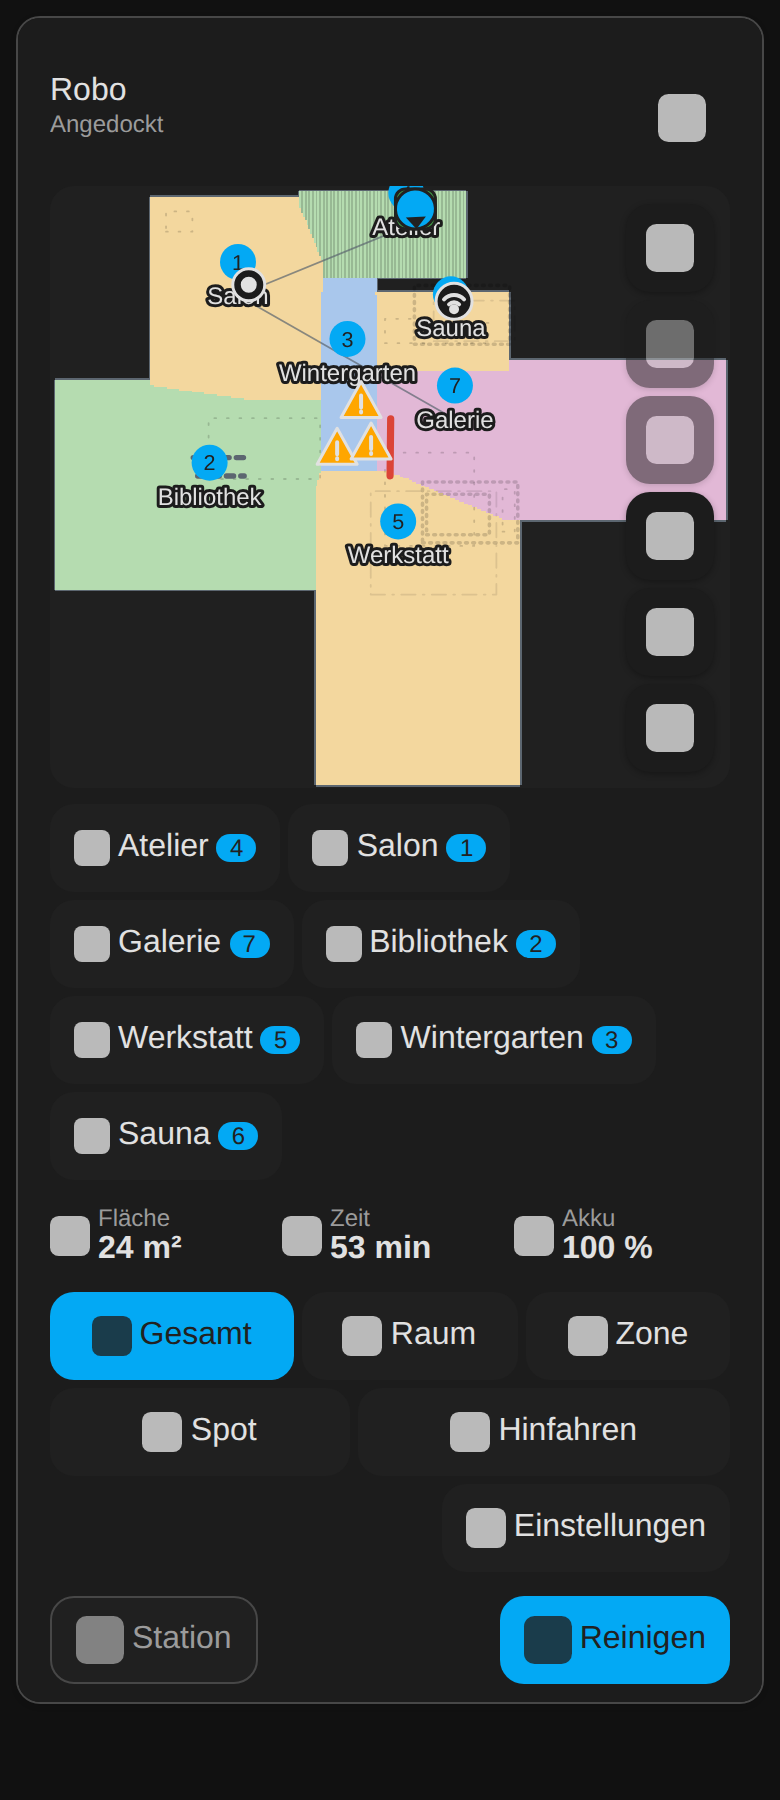 Robo
Angedockt
Atelier
1
Salon
3
Sauna
Wintergarten
7
Galerie
2
Bibliothek
5
Werkstatt
Atelier 4
Salon 1
Galerie 7
Bibliothek 2
Werkstatt 5
Wintergarten 3
Sauna 6
Fläche
24 m²
Zeit
53 min
Akku
100 %
Gesamt
Raum
Zone
Spot
Hinfahren
Einstellungen
Station
Reinigen